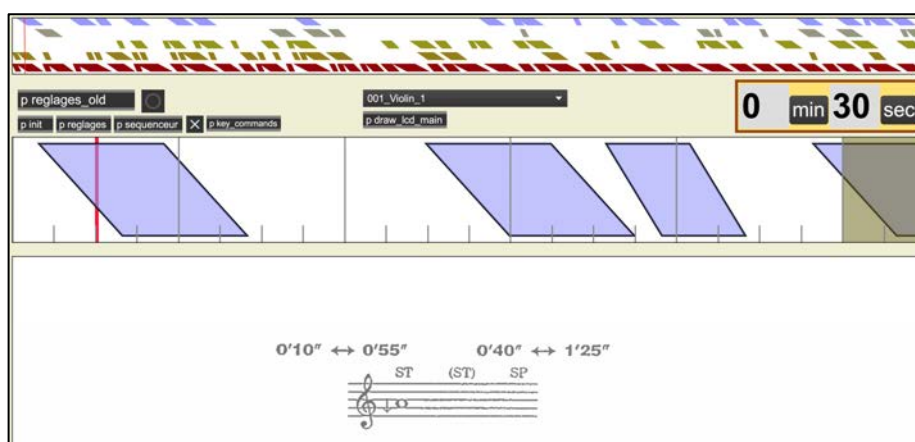 p reglages_old
001_Violin_1
0 min 30 sec
p init p reglages p sequenceur X p key_commands
p draw_lcd_main
0'10" ↔ 0'55" 0'40" ↔ 1'25"
ST (ST) SP